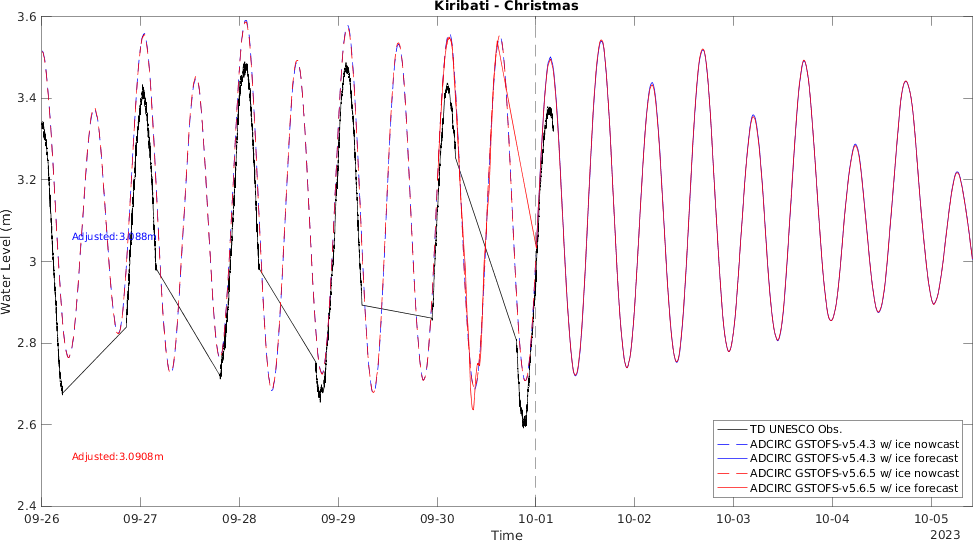 Kiribati - Christmas
3.6
3.4
3.2
3
2.8
2.6
2.4
Water Level (m)
Adjusted:3.088m
Adjusted:3.0908m
TD UNESCO Obs.
ADCIRC GSTOFS-v5.4.3 w/ ice nowcast
ADCIRC GSTOFS-v5.4.3 w/ ice forecast
ADCIRC GSTOFS-v5.6.5 w/ ice nowcast
ADCIRC GSTOFS-v5.6.5 w/ ice forecast
09-26 09-27 09-28 09-29 09-30 10-01 10-02 10-03 10-04 10-05
Time
2023